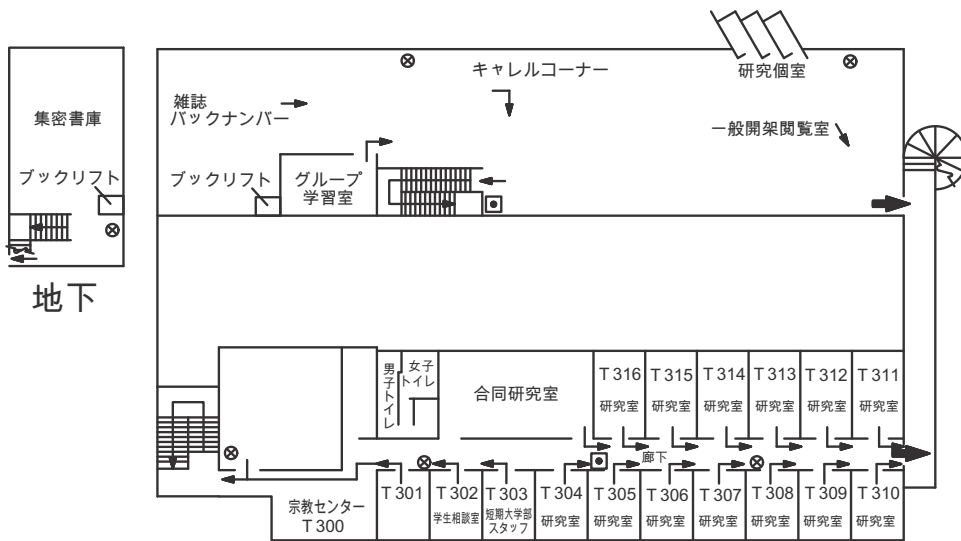 集密書庫
ブックリフト
地下
雑誌
バックナンバー
キャレルコーナー
研究個室
一般開架閲覧室
ブックリフト
グループ
学習室
男子トイレ
女子
トイレ
合同研究室
T316
研究室
T315
研究室
T314
研究室
T313
研究室
T312
研究室
T311
研究室
廊下
宗教センター
T300
T301
T302
学生相談室
T303
短期大学部
スタッフ
T304
研究室
T305
研究室
T306
研究室
T307
研究室
T308
研究室
T309
研究室
T310
研究室